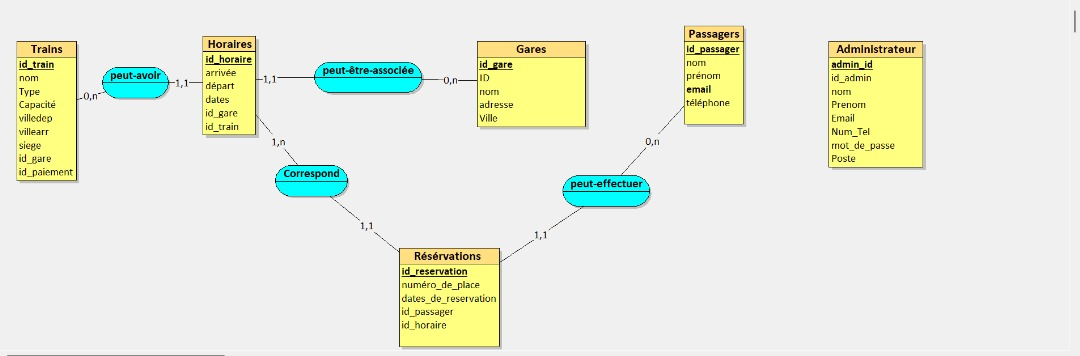 Trains
id_train
nom
Type
Capacité
villedep
villearr
siege
id_gare
id_paiement
0,n
peut-avoir
1,1
Horaires
id_horaire
arrivée
départ
dates
id_gare
id_train
1,1
peut-être-associée
0,n
Gares
id_gare
ID
nom
adresse
Ville
Passagers
id_passager
nom
prénom
email
téléphone
Administrateur
admin_id
id_admin
nom
Prenom
Email
Num_Tel
mot_de_passe
Poste
1,n
Correspond
1,1
0,n
peut-effectuer
1,1
Résérvations
id_reservation
numéro_de_place
dates_de_reservation
id_passager
id_horaire